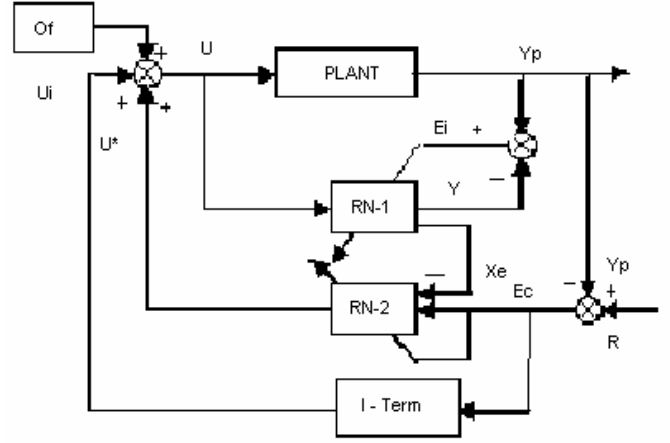 Of
+
U
PLANT
Yp
Ui
+
+
U*
Ei
+
Y
−
RN-1
−
Xe
Ec
−
Yp
+
RN-2
R
I - Term